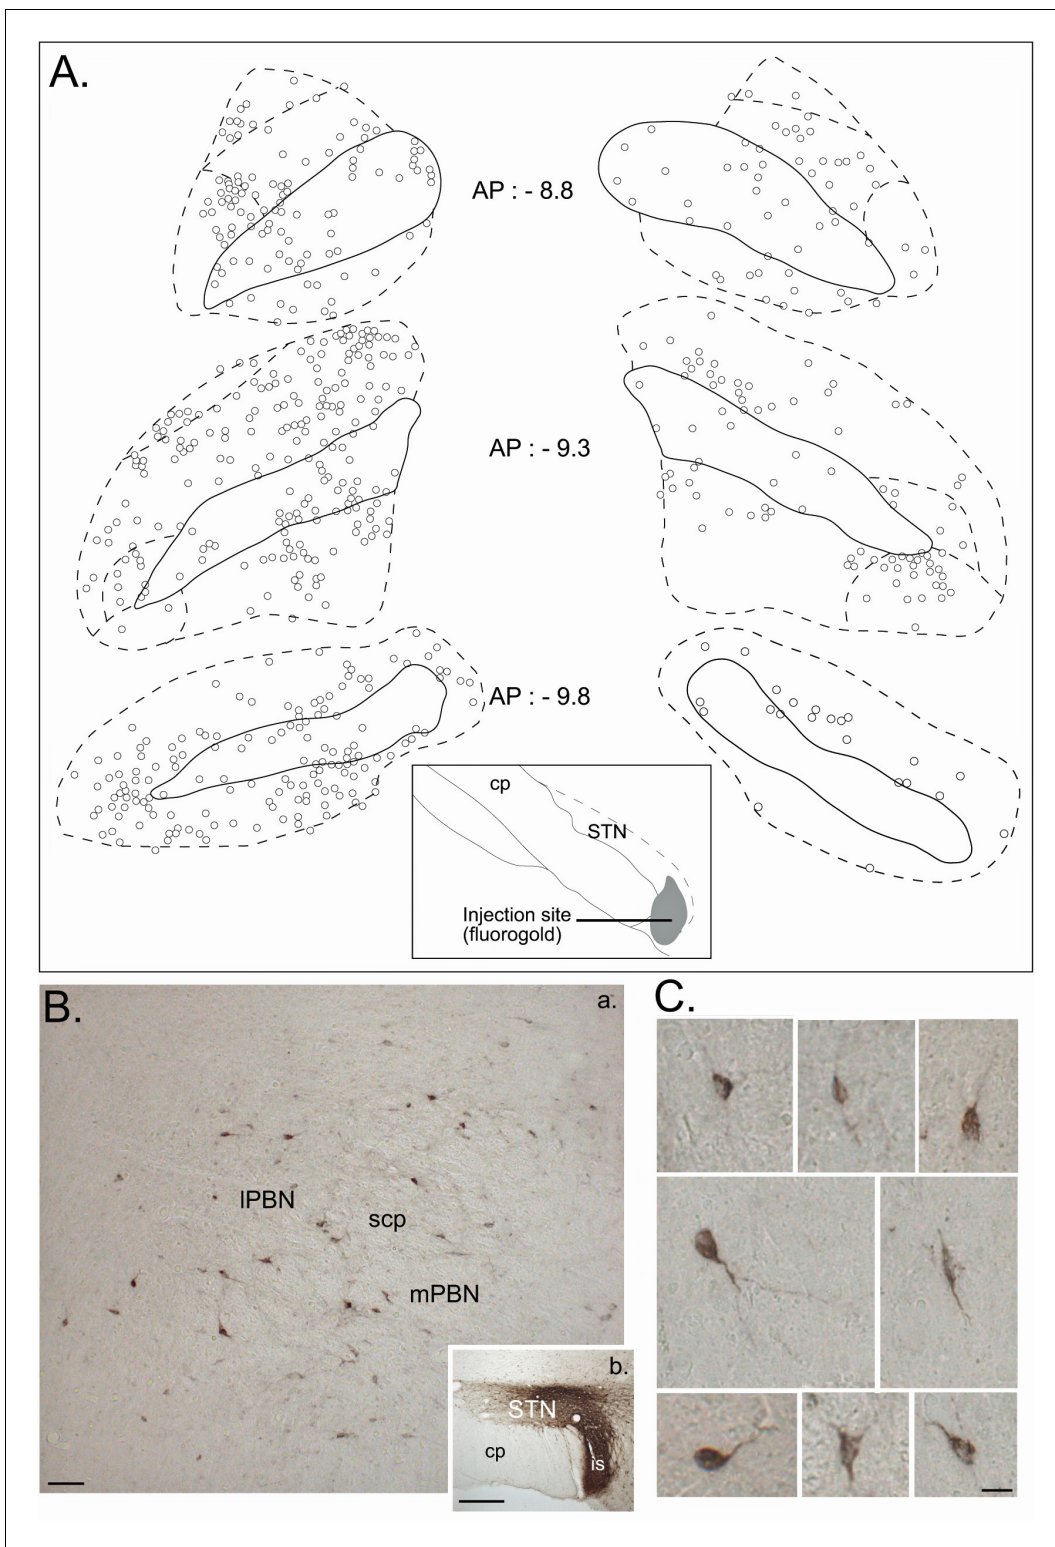 A.
AP : - 8.8
AP : - 9.3
AP : - 9.8
cp
STN
Injection site
(fluorogold)
B.
a.
lPBN
scp
mPBN
b.
STN
cp
is
C.